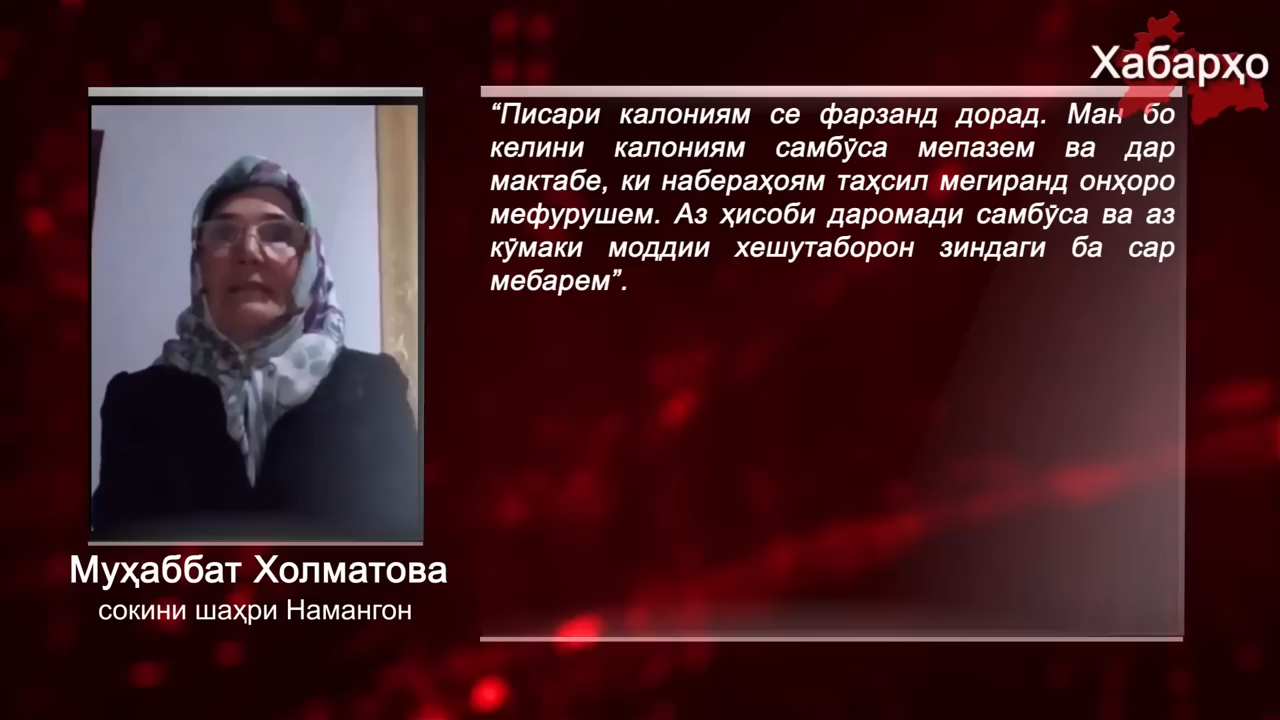 Хабарҳо
“Писари калониям се фарзанд дорад. Ман бо
келини калониям самбӯса мепазем ва дар
мактабе, ки набераҳоям таҳсил мегиранд онҳоро
мефурушем. Аз ҳисоби даромади самбӯса ва аз
кӯмаки моддии хешутаборон зиндаги ба сар
мебарем”.
Муҳаббат Холматова
сокини шаҳри Намангон